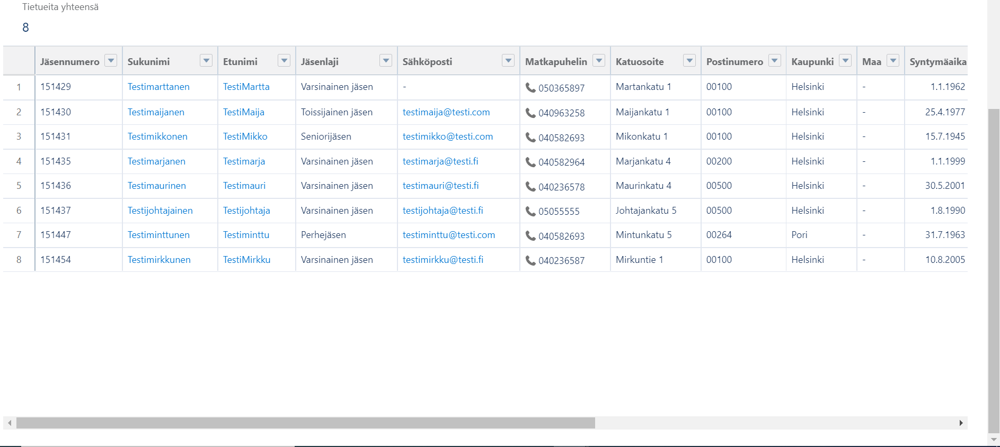 Tietueita yhteensä
8
Jäsennumero Sukunimi Etunimi Jäsenlaji Sähköposti Matkapuhelin Katuosoite Postinumero Kaupunki Maa Syntymäaika
1 151429 Testimarttanen TestiMartta Varsinainen jäsen - 050365897 Martankatu 1 00100 Helsinki - 1.1.1962
2 151430 Testimaijanen TestiMaija Toissijainen jäsen testimaija@testi.com 040963258 Maijankatu 1 00100 Helsinki - 25.4.1977
3 151431 Testimikkonen TestiMikko Seniorijäsen testimikko@testi.com 040582693 Mikonkatu 1 00100 Helsinki - 15.7.1945
4 151435 Testimarjanen Testimarja Varsinainen jäsen testimarja@testi.fi 040582964 Marjankatu 4 00200 Helsinki - 1.1.1999
5 151436 Testimaurinen Testimauri Varsinainen jäsen testimauri@testi.fi 040236578 Maurinkatu 4 00500 Helsinki - 30.5.2001
6 151437 Testijohtajainen Testijohtaja Varsinainen jäsen testijohtaja@testi.fi 05055555 Johtajankatu 5 00500 Helsinki - 1.8.1990
7 151447 Testiminttunen Testiminttu Perhejäsen testiminttu@testi.com 040582693 Mintunkatu 5 00264 Pori - 31.7.1963
8 151454 Testimirkkunen TestiMirkku Varsinainen jäsen testimirkku@testi.fi 040236587 Mirkuntie 1 00100 Helsinki - 10.8.2005